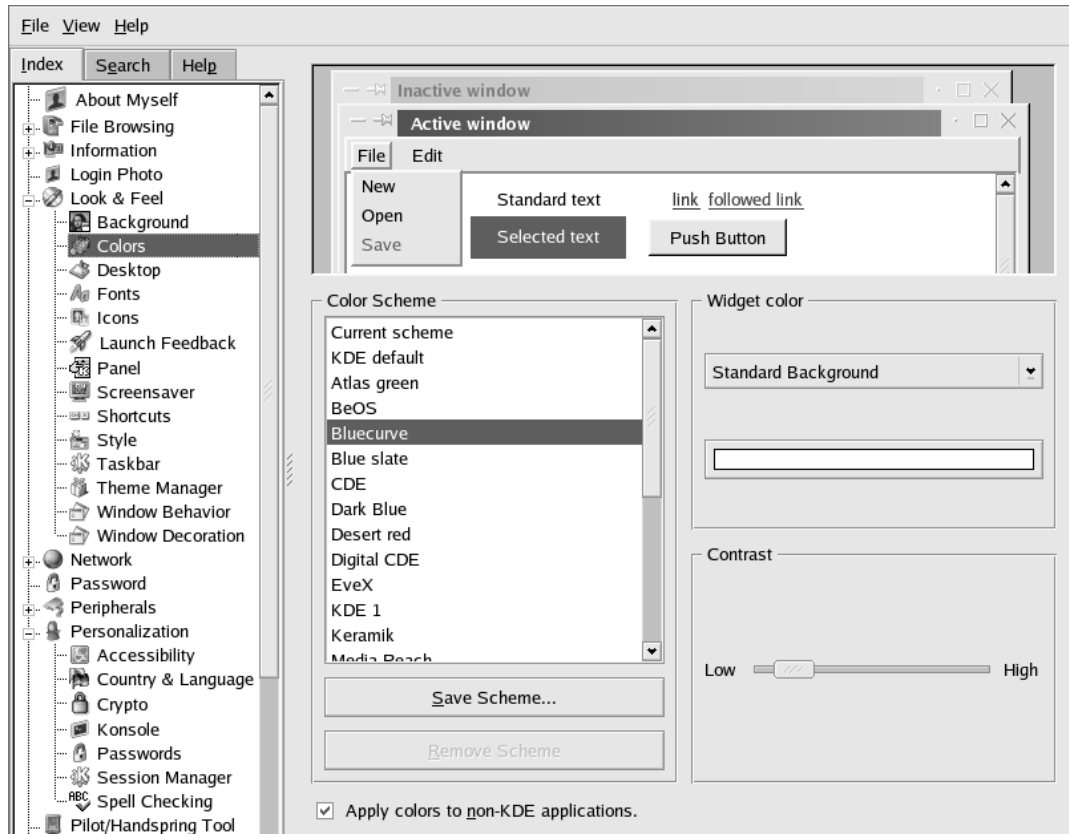 File View Help
Index Search Help
About Myself
File Browsing
Information
Login Photo
Look & Feel
Background
Colors
Desktop
Fonts
Icons
Launch Feedback
Panel
Screensaver
Shortcuts
Style
Taskbar
Theme Manager
Window Behavior
Window Decoration
Network
Password
Peripherals
Personalization
Accessibility
Country & Language
Crypto
Konsole
Passwords
Session Manager
ABC Spell Checking
Pilot/Handspring Tool
Inactive window
Active window
File Edit
New
Open
Save
Standard text link followed link
Selected text Push Button
Color Scheme
Current scheme
KDE default
Atlas green
BeOS
Bluecurve
Blue slate
CDE
Dark Blue
Desert red
Digital CDE
EveX
KDE 1
Keramik
Media Peach
Save Scheme...
Remove Scheme
Widget color
Standard Background
Contrast
Low High
Apply colors to non-KDE applications.